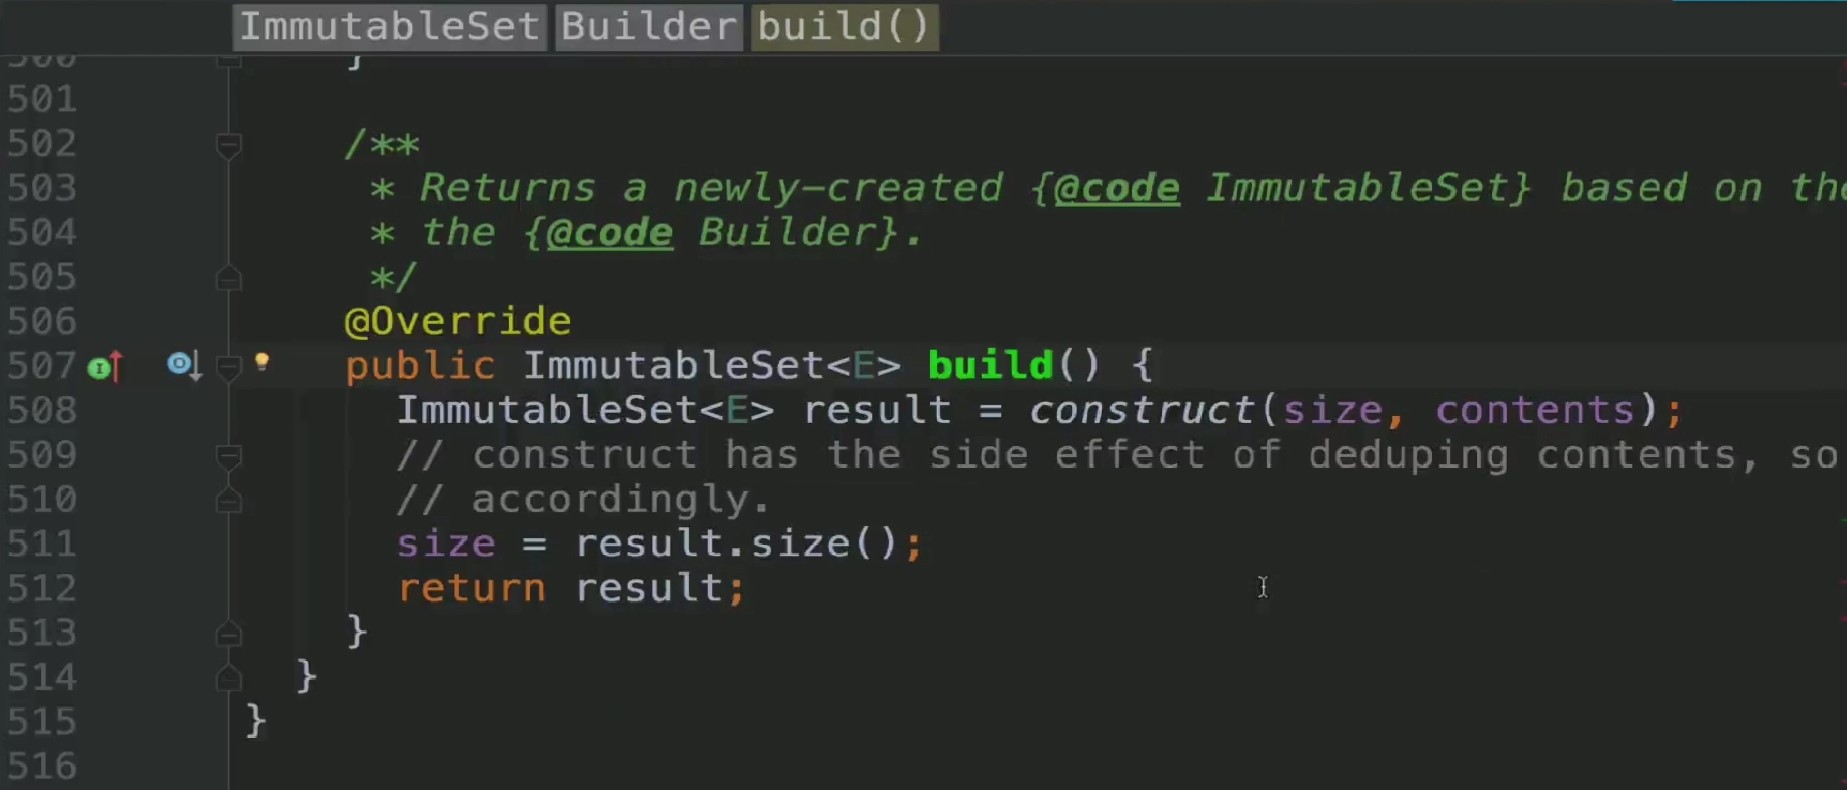 ImmutableSet Builder build()
500 }
501
502 /**
503 * Returns a newly-created {@code ImmutableSet} based on the
504 * the {@code Builder}.
505 */
506 @Override
507 public ImmutableSet<E> build() {
508 ImmutableSet<E> result = construct(size, contents);
509 // construct has the side effect of deduping contents, so
510 // accordingly.
511 size = result.size();
512 return result;
513 }
514 }
515 }
516